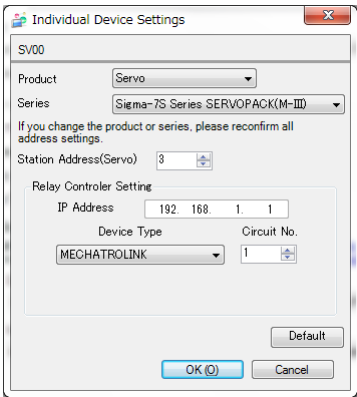 Individual Device Settings
SV00
Product Servo
Series Sigma-7S Series SERVOPACK(M-III)
If you change the product or series, please reconfirm all
address settings.
Station Address(Servo) 3
Relay Controler Setting
IP Address 192. 168. 1. 1
Device Type Circuit No.
MECHATROLINK 1
Default
OK (O) Cancel